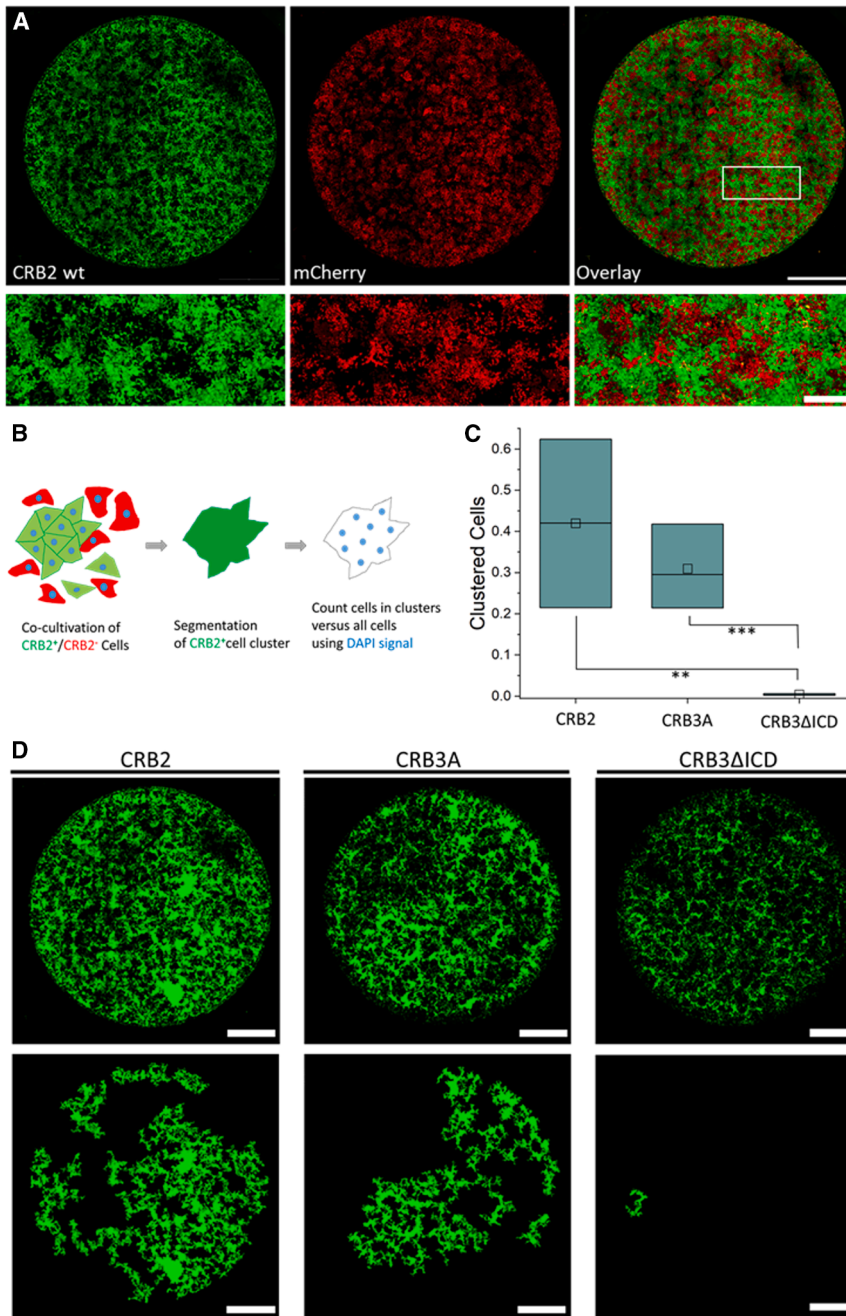 A
CRB2 wt
mCherry
Overlay
B
Co-cultivation of
CRB2⁺/CRB2⁻ Cells
Segmentation
of CRB2⁺cell cluster
Count cells in clusters
versus all cells
using DAPI signal
C
Clustered Cells
0.6
0.5
0.4
0.3
0.2
0.1
0.0
***
**
CRB2
CRB3A
CRB3ΔICD
D
CRB2
CRB3A
CRB3ΔICD